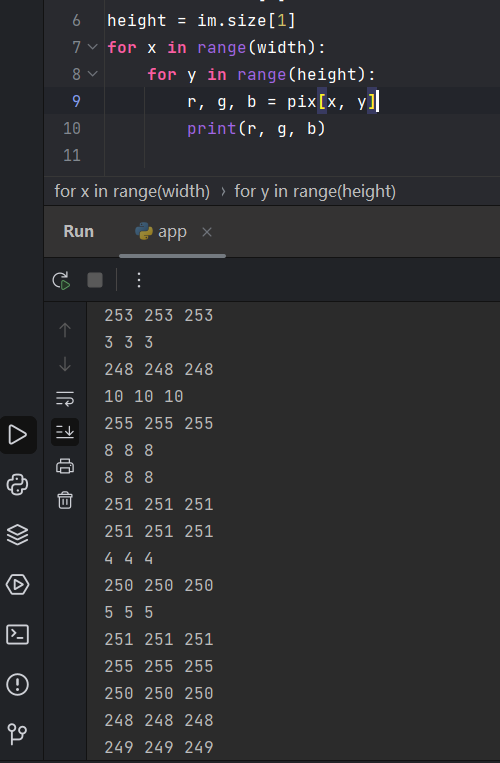 6 height = im.size[1]
7 for x in range(width):
8 for y in range(height):
9 r, g, b = pix[x, y]
10 print(r, g, b)
11
for x in range(width) › for y in range(height)
Run app ×
253 253 253
3 3 3
248 248 248
10 10 10
255 255 255
8 8 8
8 8 8
251 251 251
251 251 251
4 4 4
250 250 250
5 5 5
251 251 251
255 255 255
250 250 250
248 248 248
249 249 249